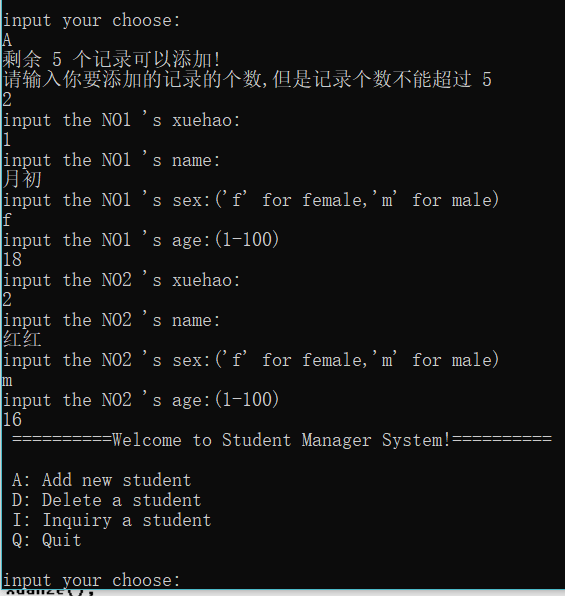 input your choose:
A
剩余 5 个记录可以添加!
请输入你要添加的记录的个数,但是记录个数不能超过 5
2
input the NO1 's xuehao:
1
input the NO1 's name:
月初
input the NO1 's sex:('f' for female,'m' for male)
f
input the NO1 's age:(1-100)
18
input the NO2 's xuehao:
2
input the NO2 's name:
红红
input the NO2 's sex:('f' for female,'m' for male)
m
input the NO2 's age:(1-100)
16
==========Welcome to Student Manager System!==========
A: Add new student
D: Delete a student
I: Inquiry a student
Q: Quit
input your choose: